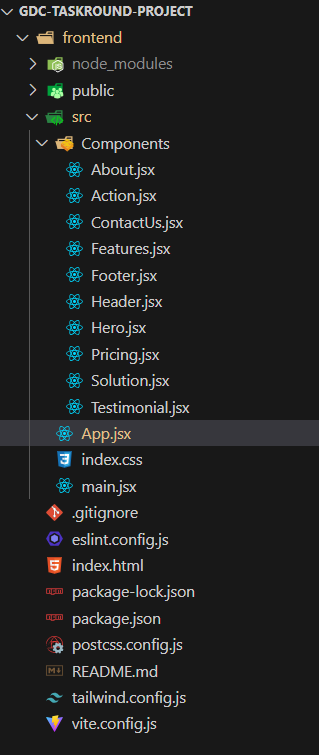 GDC-TASKROUND-PROJECT
frontend
node_modules
public
src
Components
About.jsx
Action.jsx
ContactUs.jsx
Features.jsx
Footer.jsx
Header.jsx
Hero.jsx
Pricing.jsx
Solution.jsx
Testimonial.jsx
App.jsx
index.css
main.jsx
.gitignore
eslint.config.js
index.html
package-lock.json
package.json
postcss.config.js
README.md
tailwind.config.js
vite.config.js